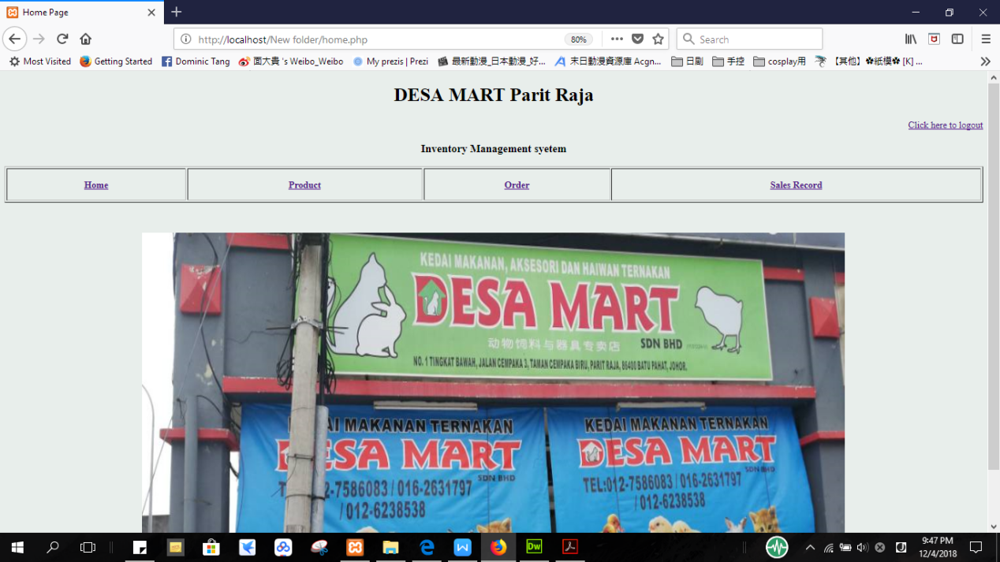 Home Page
http://localhost/New folder/home.php
80%
Search
Most Visited
Getting Started
Dominic Tang
面大貴 's Weibo_Weibo
My prezis | Prezi
最新動漫_日本動漫_好...
末日動漫資源庫 Acgn...
日劇
手控
cosplay用
【其他】✿紙模✿ [K] ...
DESA MART Parit Raja
Click here to logout
Inventory Management syetem
Home
Product
Order
Sales Record
KEDAI MAKANAN, AKSESORI DAN HAIWAN TERNAKAN
DESA MART
动物饲料与器具专卖店 SDN BHD
NO. 1 TINGKAT BAWAH, JALAN CEMPAKA 3, TAMAN CEMPAKA BIRU, PARIT RAJA, 86400 BATU PAHAT, JOHOR.
KEDAI MAKANAN TERNAKAN
DESA MART
SDN BHD
2-7586083 / 016-2631797
/ 012-6238538
KEDAI MAKANAN TERNAKAN
DESA MART
SDN BHD
TEL:012-7586083 / 016-2631797
/ 012-6238538
Dw
9:47 PM
12/4/2018